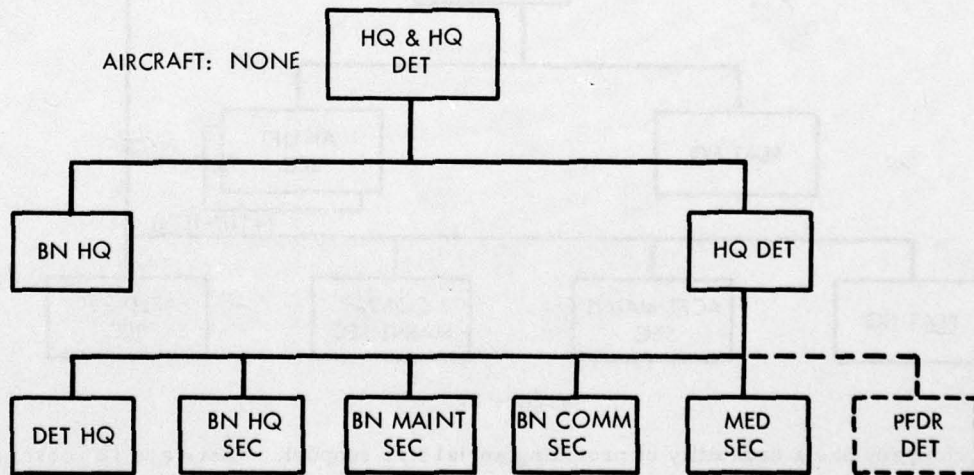 AIRCRAFT: NONE
HQ & HQ
DET
BN HQ
HQ DET
DET HQ
BN HQ
SEC
BN MAINT
SEC
BN COMM
SEC
MED
SEC
PFDR
DET